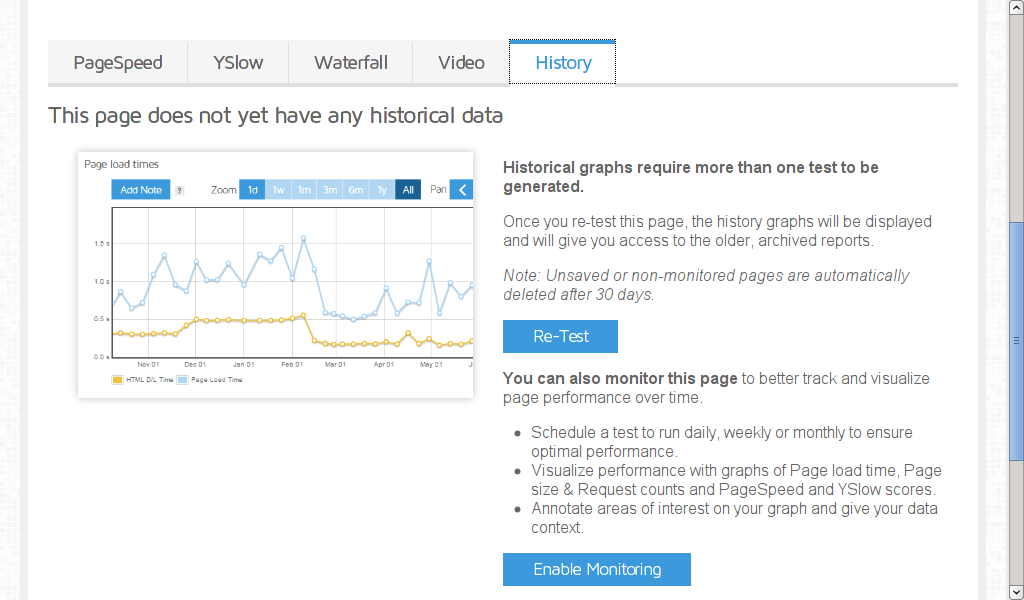 PageSpeed YSlow Waterfall Video History
This page does not yet have any historical data
Page load times
Add Note ? Zoom 1d 1w 1m 3m 6m 1y All Pan
1.5 s
1.0 s
0.5 s
0.0 s
Nov 01 Dec 01 Jan 01 Feb 01 Mar 01 Apr 01 May 01
HTML D/L Time Page Load Time
Historical graphs require more than one test to be
generated.
Once you re-test this page, the history graphs will be displayed
and will give you access to the older, archived reports.
Note: Unsaved or non-monitored pages are automatically
deleted after 30 days.
Re-Test
You can also monitor this page to better track and visualize
page performance over time.
• Schedule a test to run daily, weekly or monthly to ensure
optimal performance.
• Visualize performance with graphs of Page load time, Page
size & Request counts and PageSpeed and YSlow scores.
• Annotate areas of interest on your graph and give your data
context.
Enable Monitoring